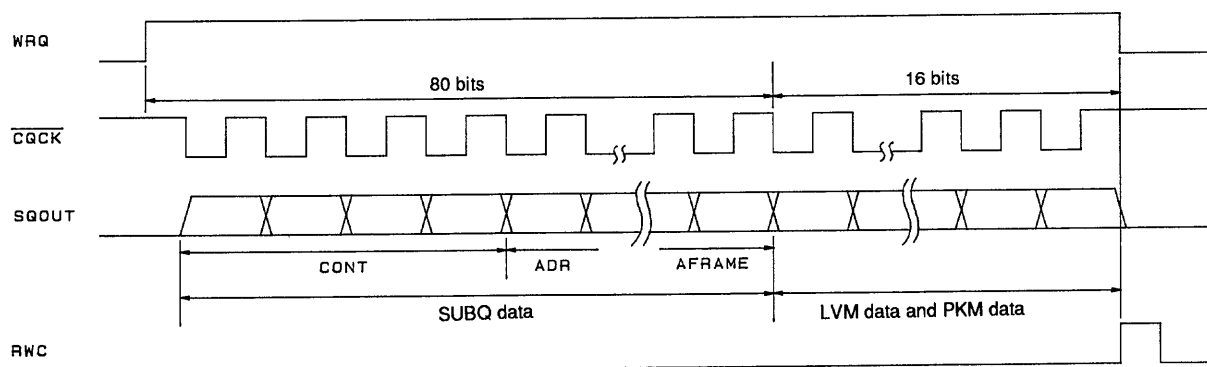 WRQ
80 bits
16 bits
CQCK
SQOUT
CONT
ADR
AFRAME
SUBQ data
LVM data and PKM data
RWC